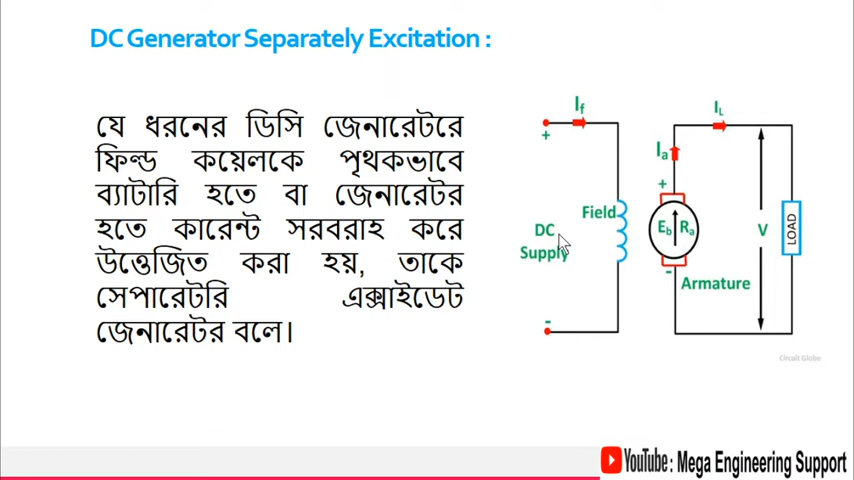 DC Generator Separately Excitation :
যে ধরনের ডিসি জেনারেটরে
ফিল্ড কয়েলকে পৃথকভাবে
ব্যাটারি হতে বা জেনারেটর
হতে কারেন্ট সরবরাহ করে
উত্তেজিত করা হয়, তাকে
সেপারেটরি এক্সাইডেট
জেনারেটর বলে।
If
+
DC
Supply
-
Field
IL
Ia
+
Eb Ra
-
Armature
V
LOAD
Circuit Globe
YouTube : Mega Engineering Support